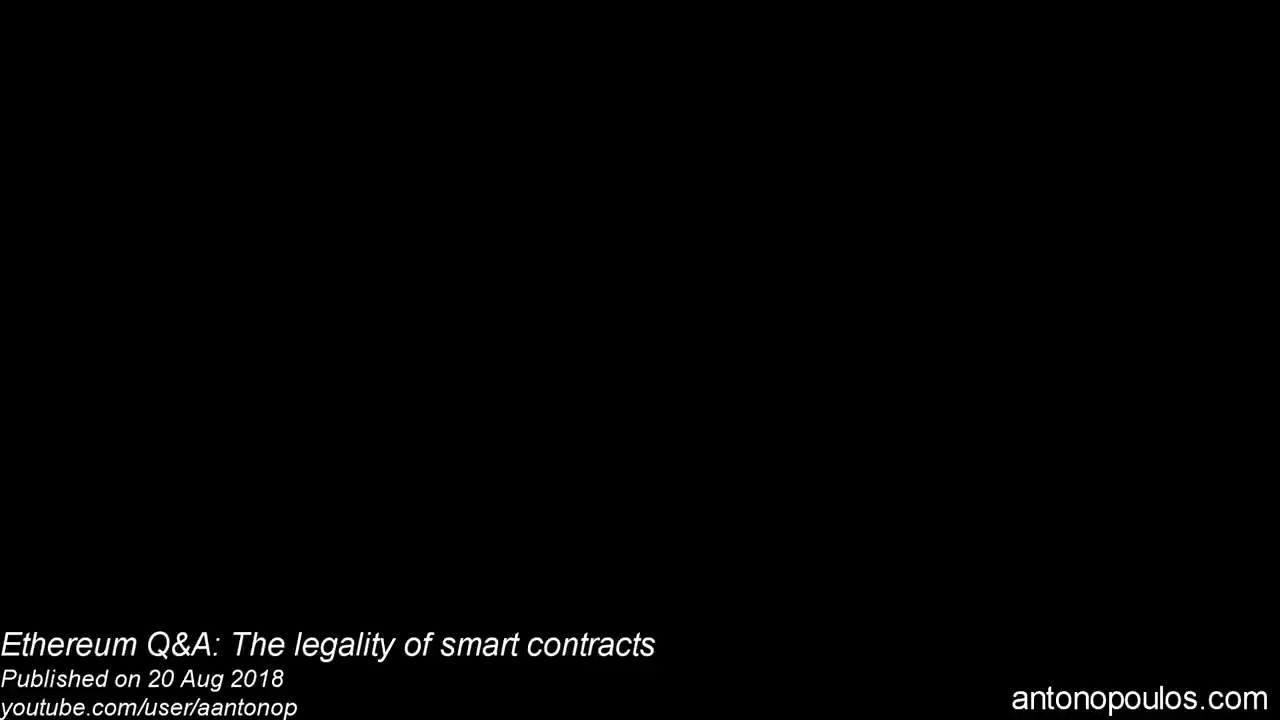 Ethereum Q&A: The legality of smart contracts
Published on 20 Aug 2018
youtube.com/user/aantonop
antonopoulos.com